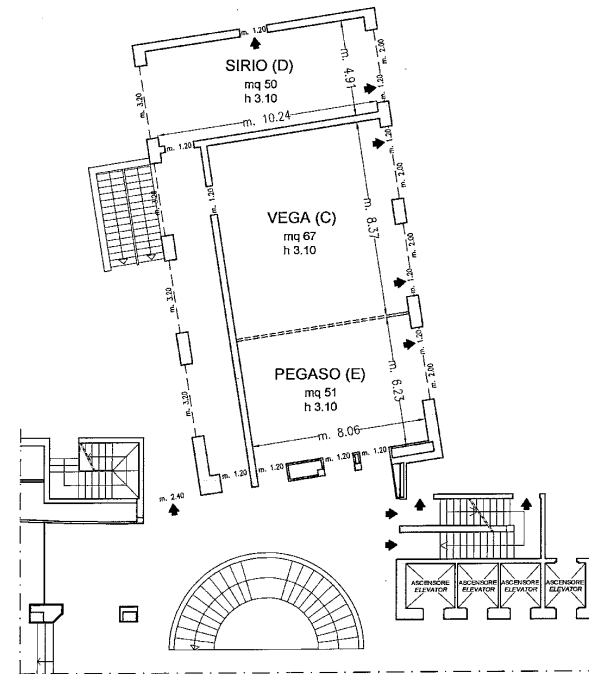 m. 1.20
SIRIO (D)
mq 50
h 3.10
m. 4.91
m. 2.00
m. 1.20
m. 3.20
m. 10.24
m. 1.20
m. 1.20
m. 2.00
m. 1.20
VEGA (C)
mq 67
h 3.10
m. 8.37
m. 2.00
m. 1.20
m. 3.20
m. 1.20
PEGASO (E)
mq 51
h 3.10
m. 6.23
m. 2.00
m. 3.20
m. 8.06
m. 1.20
m. 1.20
m. 1.20
m. 1.20
m. 2.40
ASCENSORE
ELEVATOR
ASCENSORE
ELEVATOR
ASCENSORE
ELEVATOR
ASCENSORE
ELEVATOR